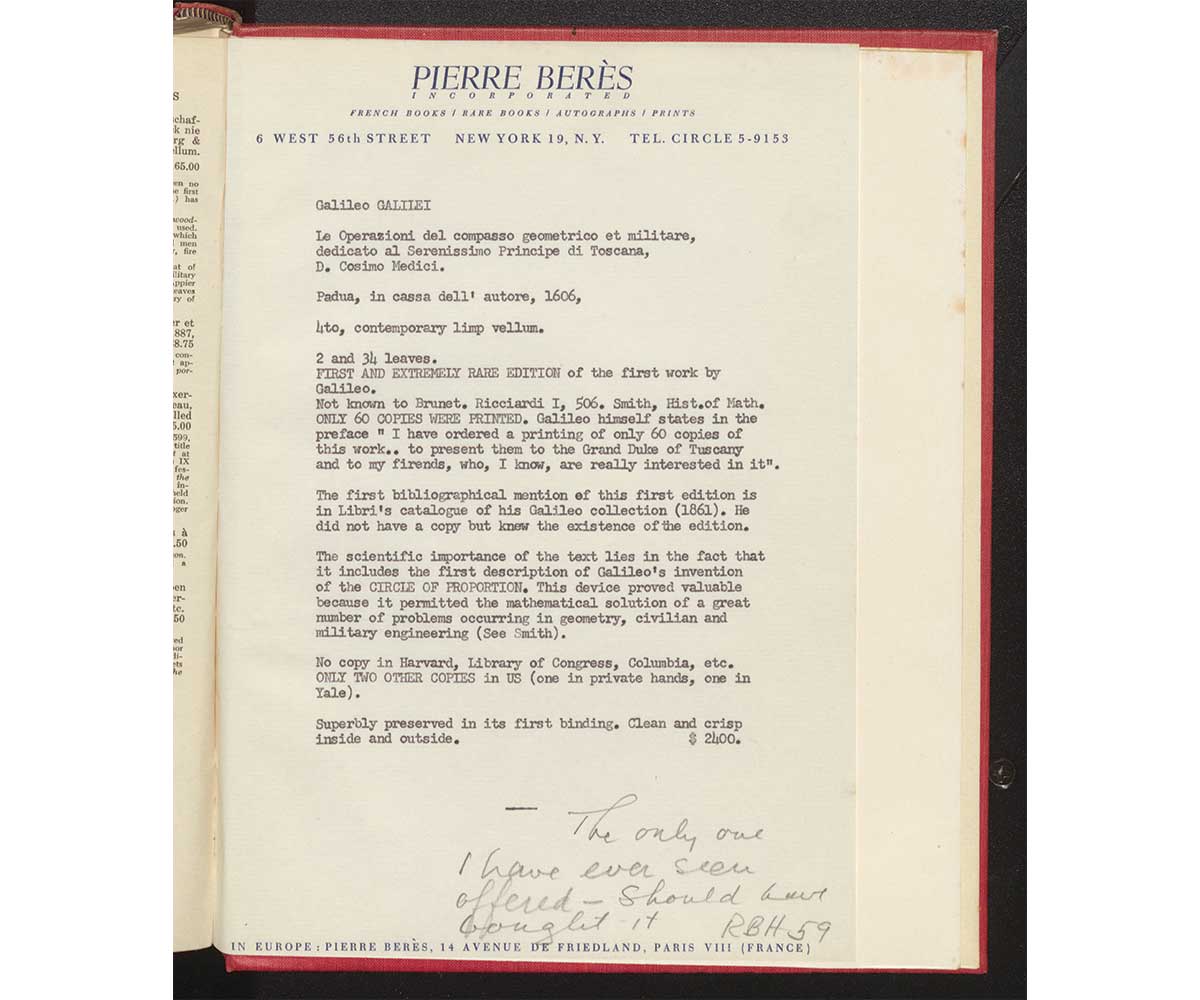 PIERRE BERÈS
INCORPORATED
FRENCH BOOKS / RARE BOOKS / AUTOGRAPHS / PRINTS
6 WEST 56th STREET NEW YORK 19, N.Y. TEL. CIRCLE 5-9153
Galileo GALILEI
Le Operazioni del compasso geometrico et militare,
dedicato al Serenissimo Principe di Toscana,
D. Cosimo Medici.
Padua, in cassa dell' autore, 1606,
4to, contemporary limp vellum.
2 and 34 leaves.
FIRST AND EXTREMELY RARE EDITION of the first work by
Galileo.
Not known to Brunet. Ricciardi I, 506. Smith, Hist.of Math.
ONLY 60 COPIES WERE PRINTED. Galileo himself states in the
preface " I have ordered a printing of only 60 copies of
this work.. to present them to the Grand Duke of Tuscany
and to my firends, who, I know, are really interested in it".
The first bibliographical mention of this first edition is
in Libri's catalogue of his Galileo collection (1861). He
did not have a copy but knew the existence of the edition.
The scientific importance of the text lies in the fact that
it includes the first description of Galileo's invention
of the CIRCLE OF PROPORTION. This device proved valuable
because it permitted the mathematical solution of a great
number of problems occurring in geometry, civilian and
military engineering (See Smith).
No copy in Harvard, Library of Congress, Columbia, etc.
ONLY TWO OTHER COPIES in US (one in private hands, one in
Yale).
Superbly preserved in its first binding. Clean and crisp
inside and outside. $ 2400.
The only one
I have ever seen
offered – Should have
bought it RBH 59
IN EUROPE : PIERRE BERÈS, 14 AVENUE DE FRIEDLAND, PARIS VIII (FRANCE)